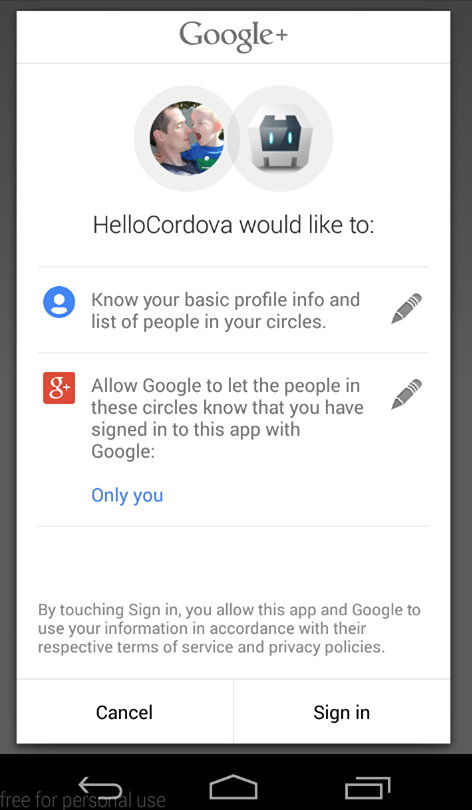 Google+
HelloCordova would like to:
Know your basic profile info and
list of people in your circles.
g+
Allow Google to let the people in
these circles know that you have
signed in to this app with
Google:
Only you
By touching Sign in, you allow this app and Google to
use your information in accordance with their
respective terms of service and privacy policies.
Cancel
Sign in
free for personal use